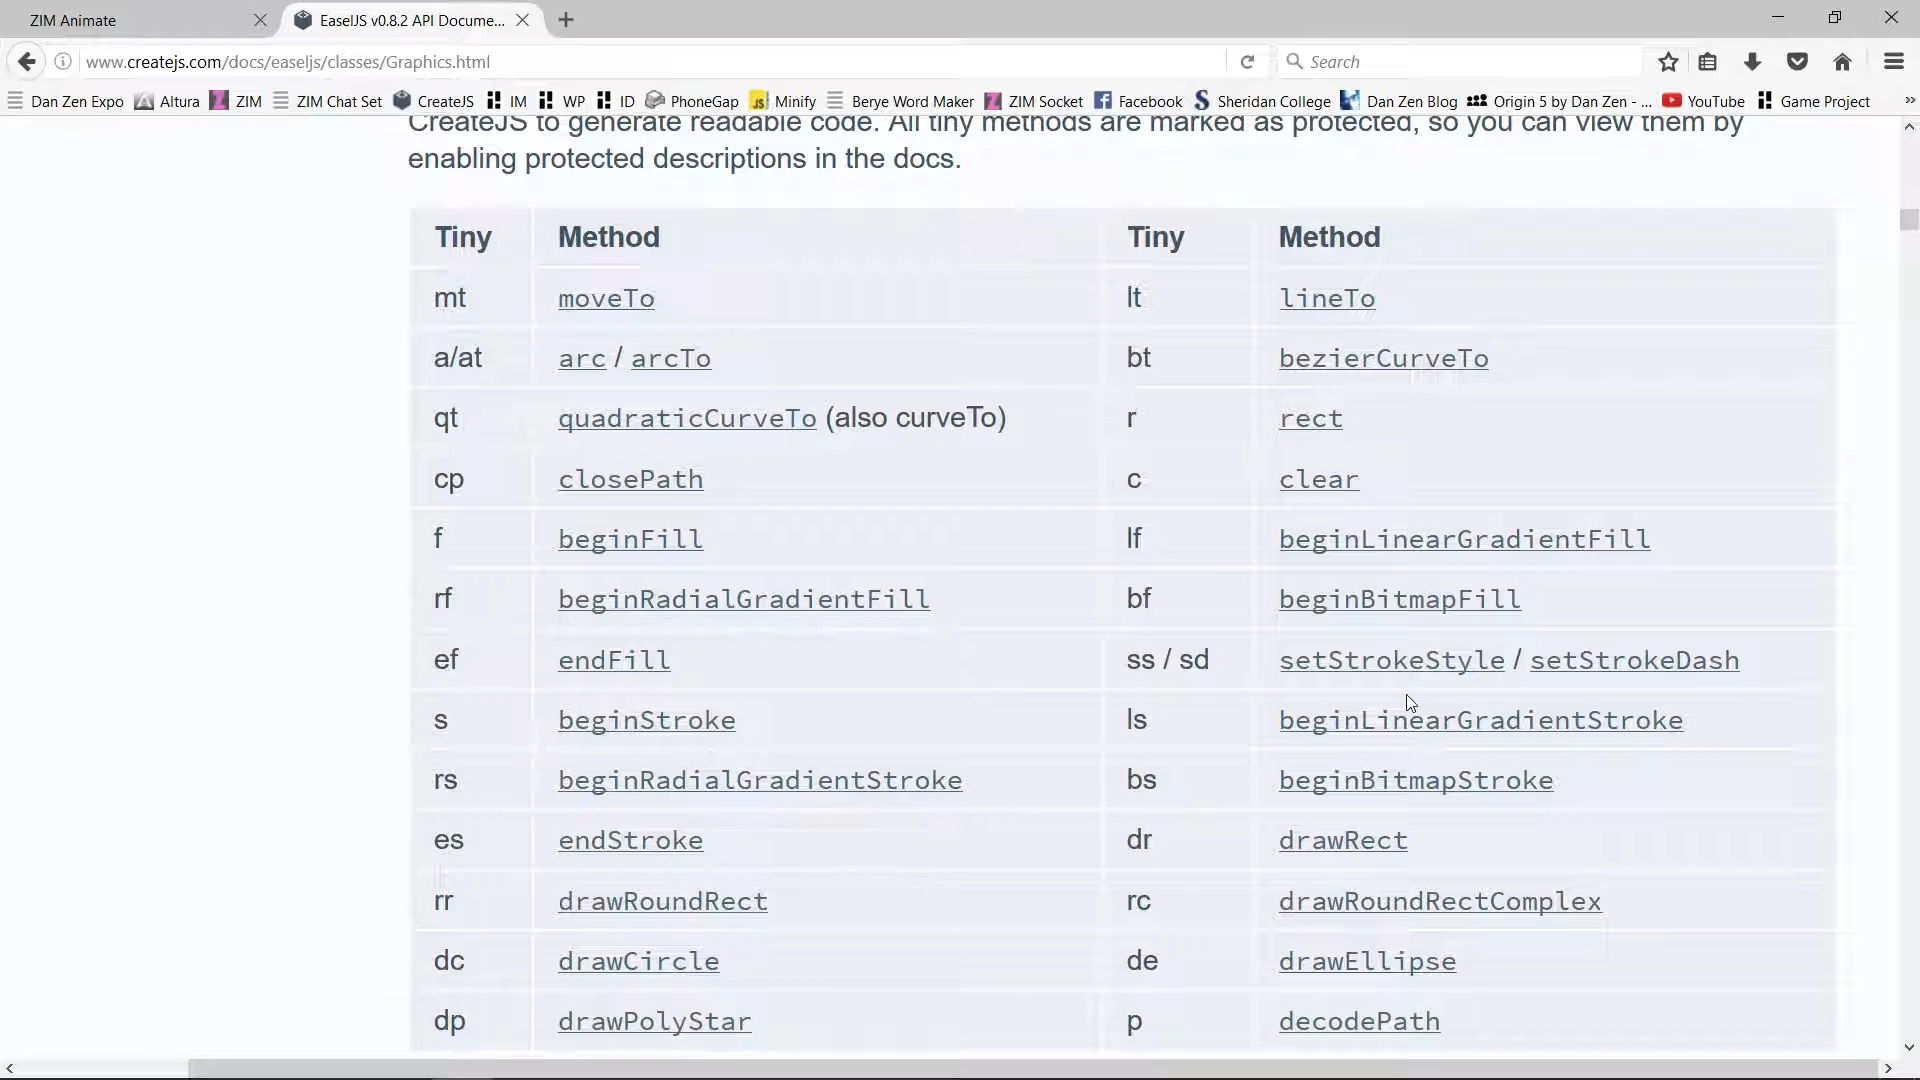 ZIM Animate
EaselJS v0.8.2 API Docume...
www.createjs.com/docs/easeljs/classes/Graphics.html
Search
Dan Zen Expo Altura ZIM ZIM Chat Set CreateJS IM WP ID PhoneGap Minify Berye Word Maker ZIM Socket Facebook Sheridan College Dan Zen Blog Origin 5 by Dan Zen - ... YouTube Game Project
CreateJS to generate readable code. All tiny methods are marked as protected, so you can view them by
enabling protected descriptions in the docs.
Tiny Method Tiny Method
mt moveTo lt lineTo
a/at arc / arcTo bt bezierCurveTo
qt quadraticCurveTo (also curveTo) r rect
cp closePath c clear
f beginFill lf beginLinearGradientFill
rf beginRadialGradientFill bf beginBitmapFill
ef endFill ss / sd setStrokeStyle / setStrokeDash
s beginStroke ls beginLinearGradientStroke
rs beginRadialGradientStroke bs beginBitmapStroke
es endStroke dr drawRect
rr drawRoundRect rc drawRoundRectComplex
dc drawCircle de drawEllipse
dp drawPolyStar p decodePath